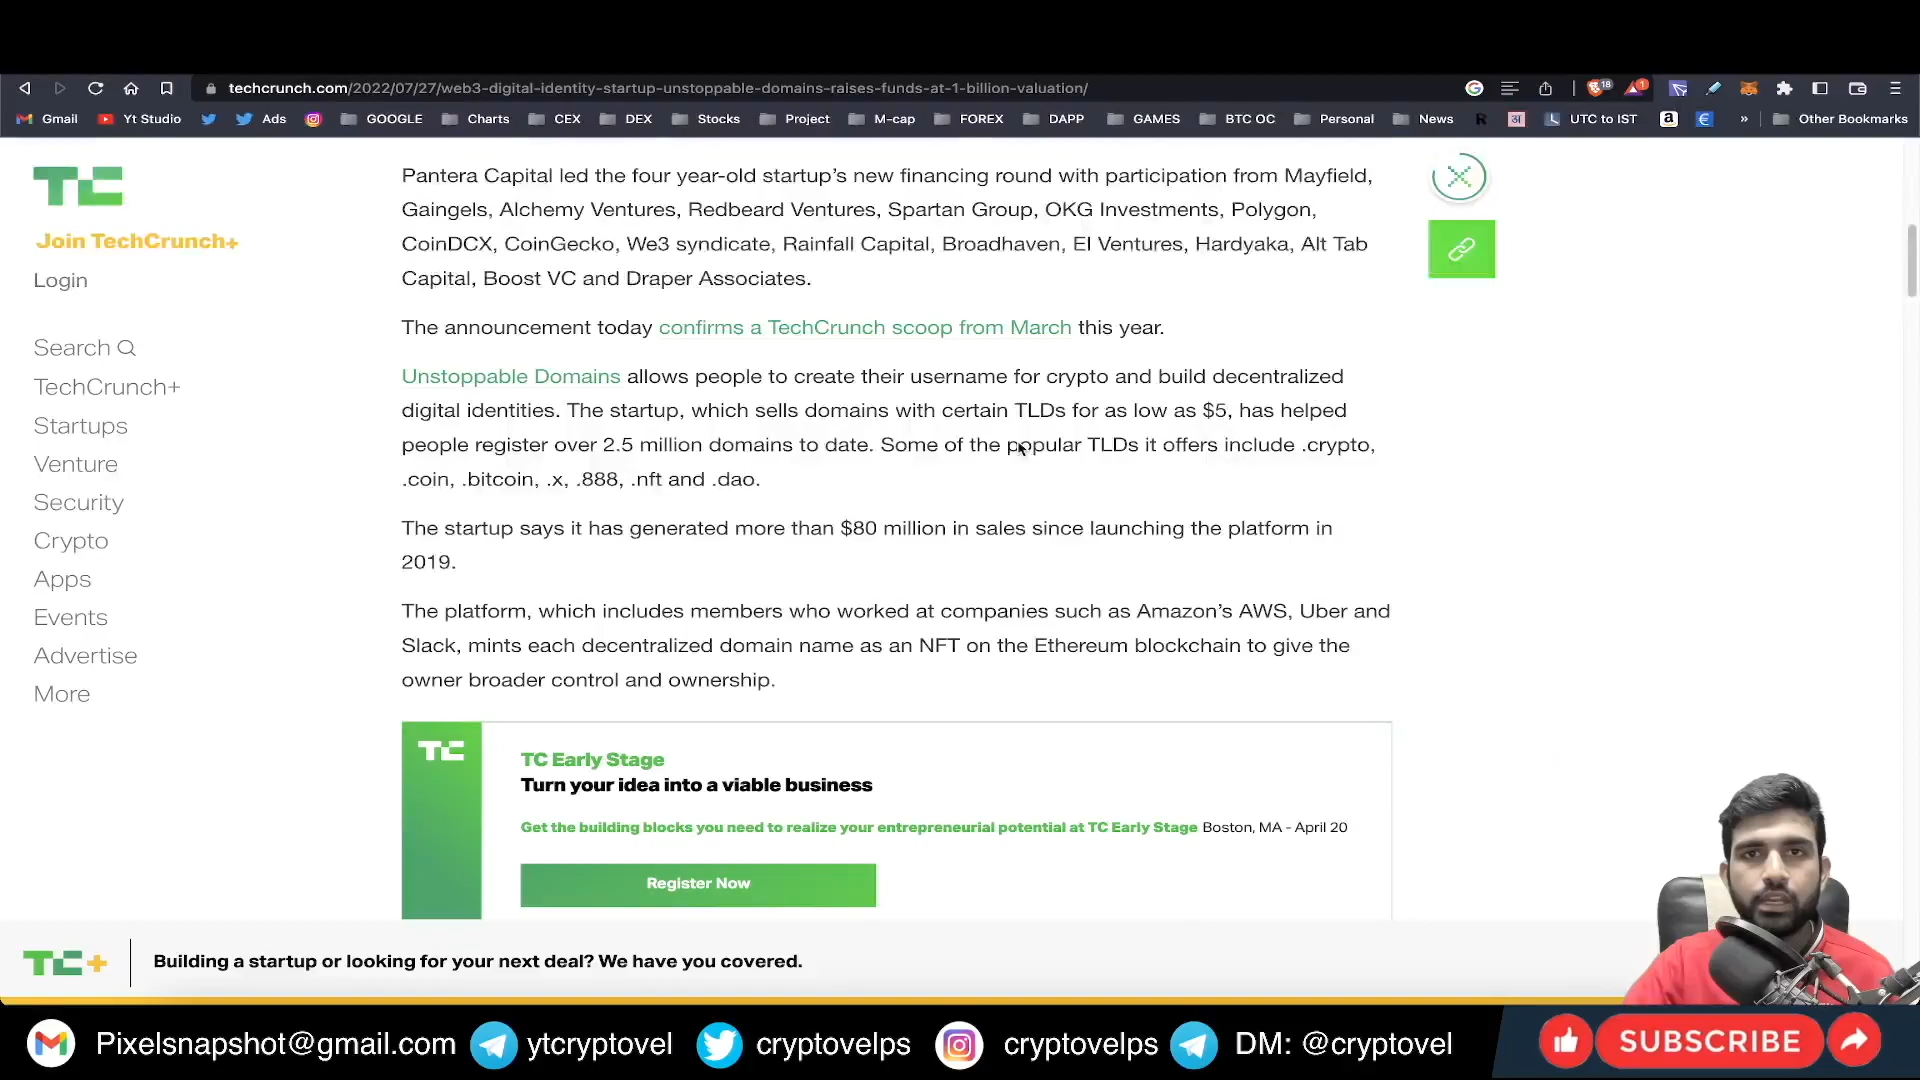 techcrunch.com/2022/07/27/web3-digital-identity-startup-unstoppable-domains-raises-funds-at-1-billion-valuation/
18
1
Gmail
Yt Studio
Ads
GOOGLE
Charts
CEX
DEX
Stocks
Project
M-cap
FOREX
DAPP
GAMES
BTC OC
Personal
News
R
UTC to IST
a
€
»
Other Bookmarks
TC
Join TechCrunch+
Login
Search
TechCrunch+
Startups
Venture
Security
Crypto
Apps
Events
Advertise
More
Pantera Capital led the four year-old startup’s new financing round with participation from Mayfield,
Gaingels, Alchemy Ventures, Redbeard Ventures, Spartan Group, OKG Investments, Polygon,
CoinDCX, CoinGecko, We3 syndicate, Rainfall Capital, Broadhaven, EI Ventures, Hardyaka, Alt Tab
Capital, Boost VC and Draper Associates.
The announcement today confirms a TechCrunch scoop from March this year.
Unstoppable Domains allows people to create their username for crypto and build decentralized
digital identities. The startup, which sells domains with certain TLDs for as low as $5, has helped
people register over 2.5 million domains to date. Some of the popular TLDs it offers include .crypto,
.coin, .bitcoin, .x, .888, .nft and .dao.
The startup says it has generated more than $80 million in sales since launching the platform in
2019.
The platform, which includes members who worked at companies such as Amazon’s AWS, Uber and
Slack, mints each decentralized domain name as an NFT on the Ethereum blockchain to give the
owner broader control and ownership.
TC
TC Early Stage
Turn your idea into a viable business
Get the building blocks you need to realize your entrepreneurial potential at TC Early Stage Boston, MA - April 20
Register Now
TC+
Building a startup or looking for your next deal? We have you covered.
Pixelsnapshot@gmail.com
ytcryptovel
cryptovelps
cryptovelps
DM: @cryptovel
SUBSCRIBE